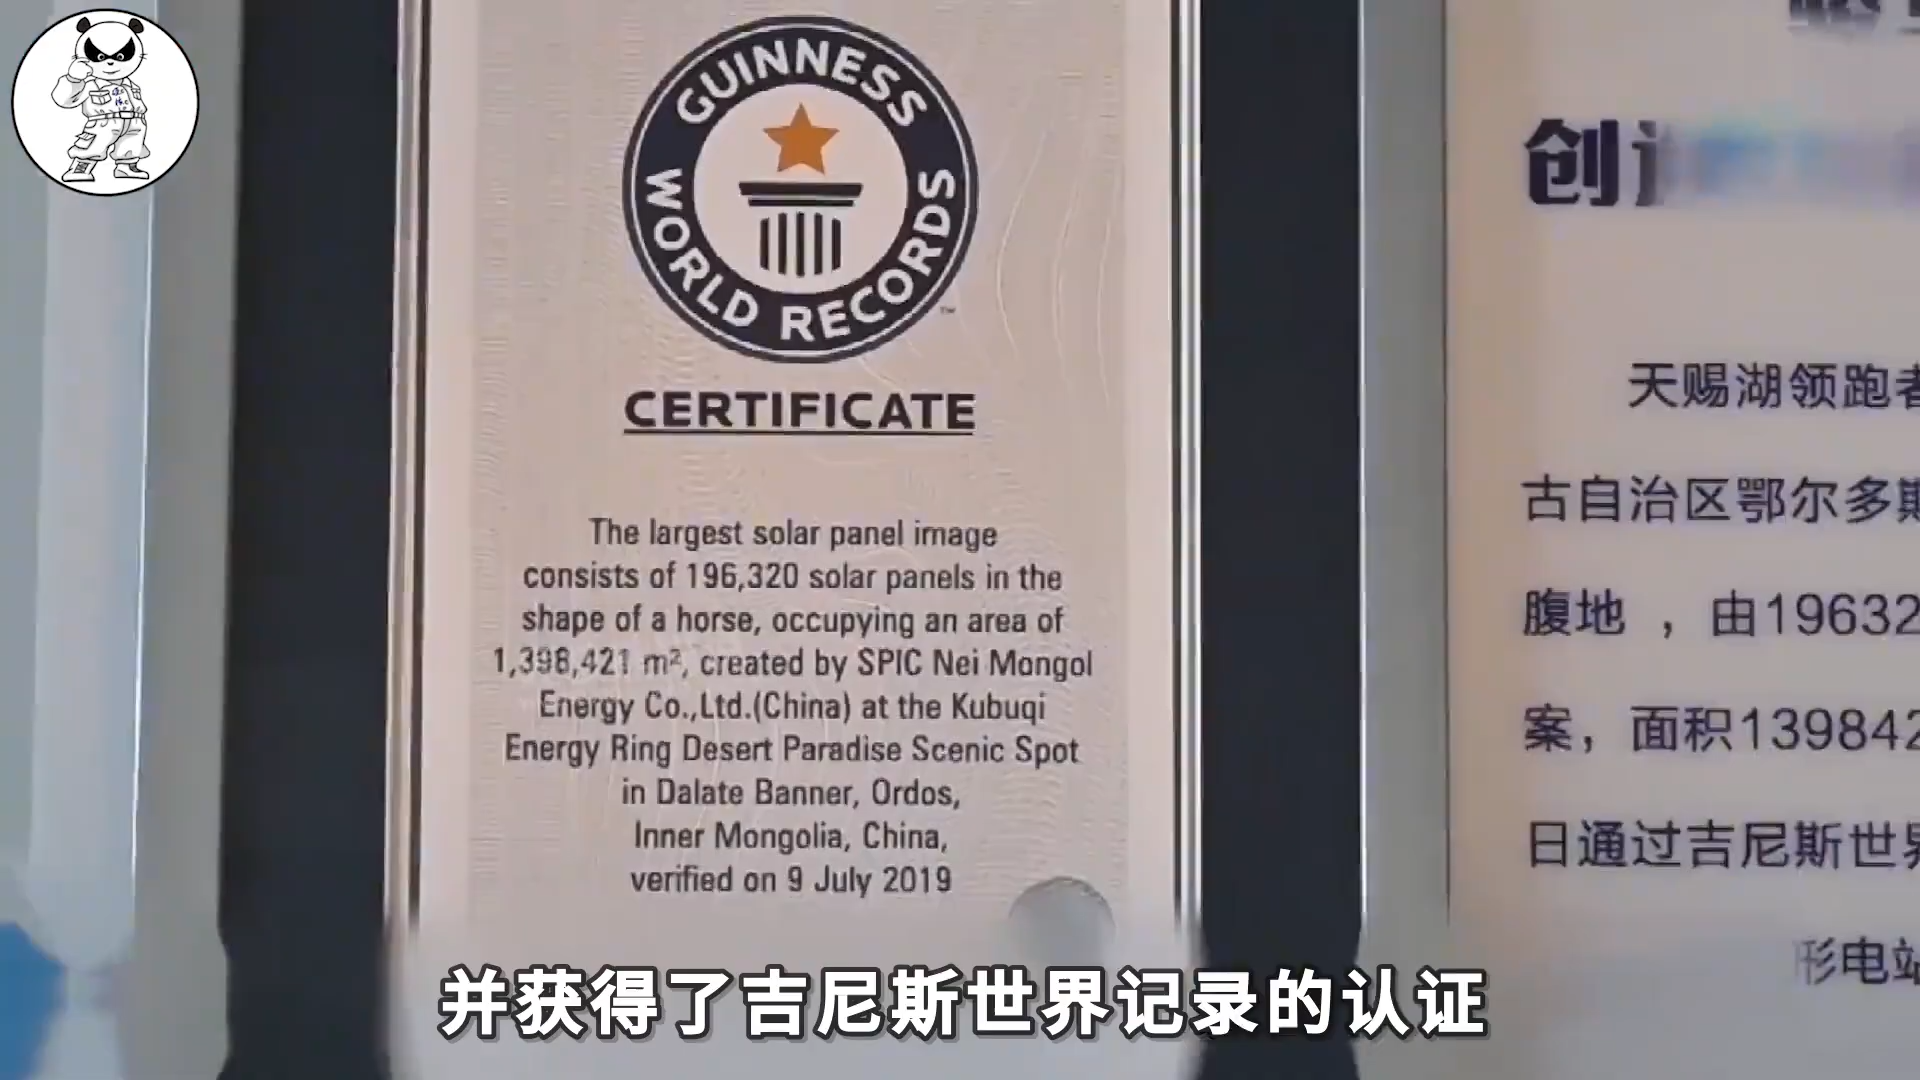 GUINNESS
WORLD RECORDS
™
CERTIFICATE
The largest solar panel image
consists of 196,320 solar panels in the
shape of a horse, occupying an area of
1,398,421 m², created by SPIC Nei Mongol
Energy Co.,Ltd.(China) at the Kubuqi
Energy Ring Desert Paradise Scenic Spot
in Dalate Banner, Ordos,
Inner Mongolia, China,
verified on 9 July 2019
创
天赐湖领跑者
古自治区鄂尔多斯
腹地 ，由19632
案，面积139842
日通过吉尼斯世界
形电站
并获得了吉尼斯世界记录的认证